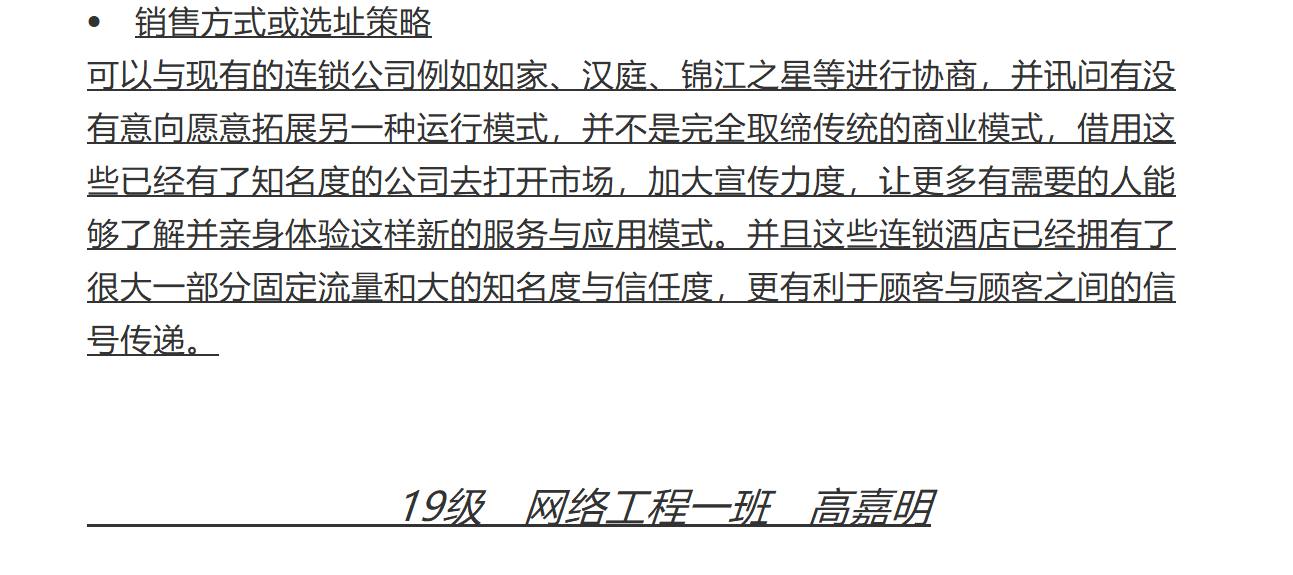 • 销售方式或选址策略
可以与现有的连锁公司例如如家、汉庭、锦江之星等进行协商，并讯问有没
有意向愿意拓展另一种运行模式，并不是完全取缔传统的商业模式，借用这
些已经有了知名度的公司去打开市场，加大宣传力度，让更多有需要的人能
够了解并亲身体验这样新的服务与应用模式。并且这些连锁酒店已经拥有了
很大一部分固定流量和大的知名度与信任度，更有利于顾客与顾客之间的信
号传递。
19级 网络工程一班 高嘉明